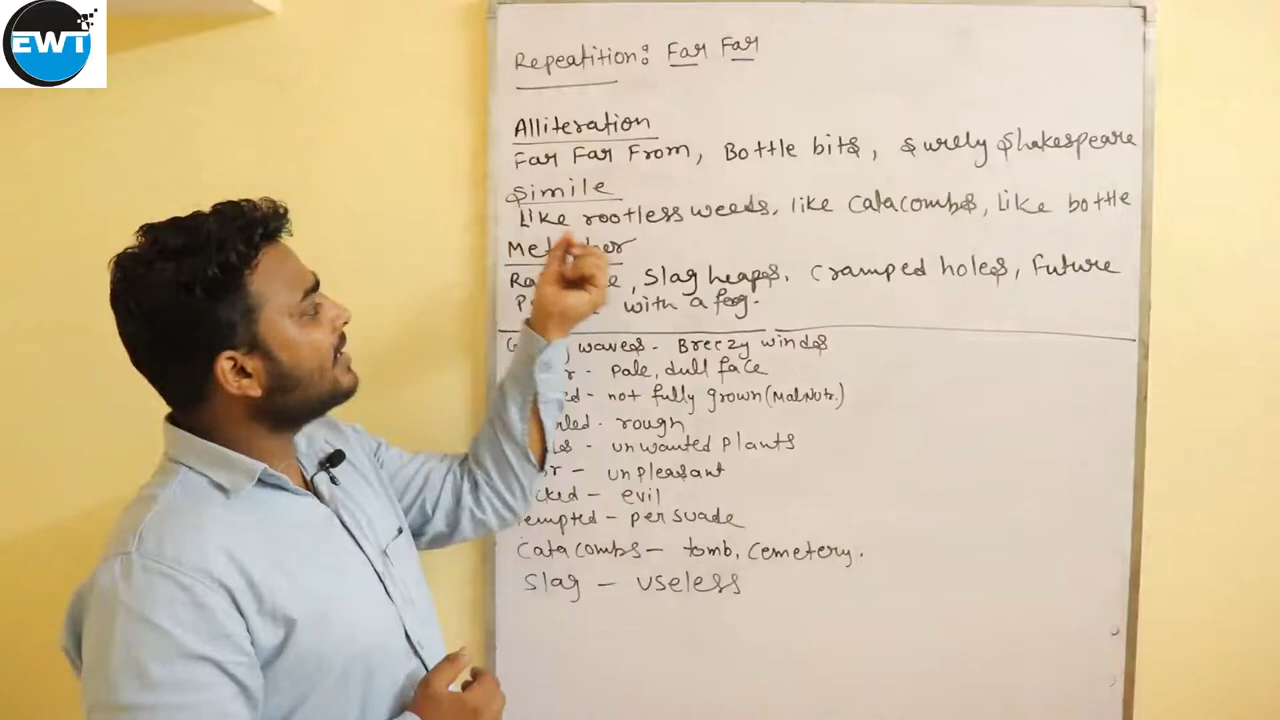 EWT
Repeatition: Far Far
Alliteration
Far Far From, Bottle bits, surely Shakespeare
Simile
Like rootless weeds, like Catacombs, Like bottle
Slag heaps, Cramped holes, Future
with a fog.
waves - Breezy winds
- Pale, dull face
- not fully grown (MalNutr.)
- rough
- unwanted Plants
- unpleasant
- evil
- persuade
Catacombs - tomb, Cemetery.
Slag - useless